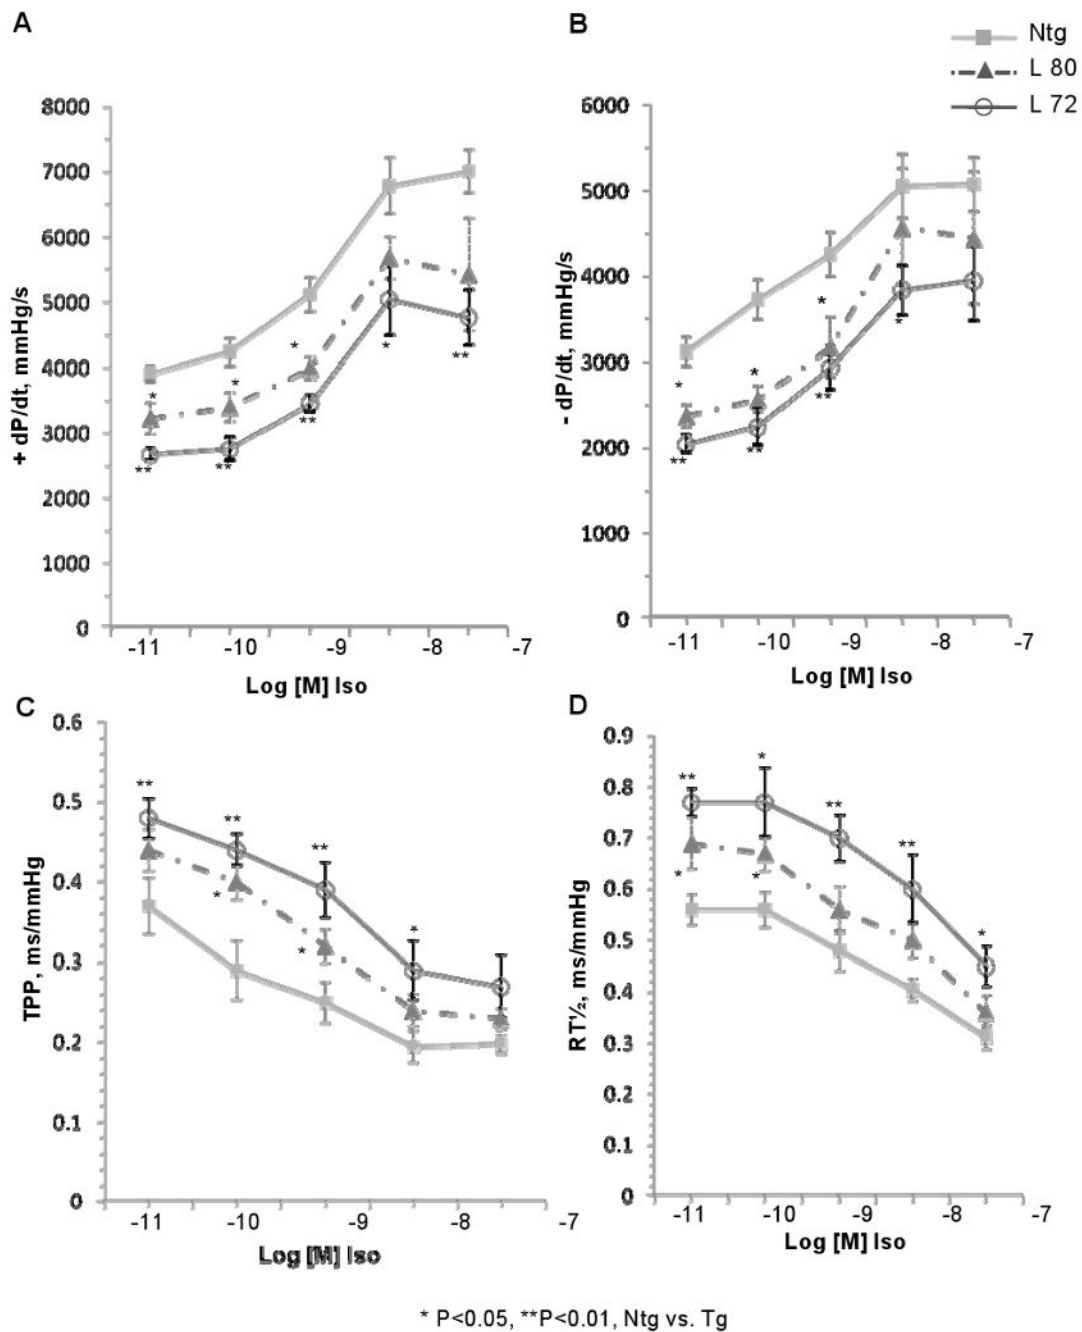 A
B
Ntg
L 80
L 72
8000
7000
6000
5000
4000
3000
2000
1000
0
+ dP/dt, mmHg/s
* * * * **
** ** **
-11 -10 -9 -8 -7
Log [M] Iso
6000
5000
4000
3000
2000
1000
0
- dP/dt, mmHg/s
* * * *
** ** **
-11 -10 -9 -8 -7
Log [M] Iso
C
D
0.6
0.5
0.4
0.3
0.2
0.1
0
TPP, ms/mmHg
** ** ** *
* *
-11 -10 -9 -8 -7
Log [M] Iso
0.9
0.8
0.7
0.6
0.5
0.4
0.3
0.2
0.1
0
RT½, ms/mmHg
** * ** ** *
* *
-11 -10 -9 -8 -7
Log [M] Iso
* P<0.05, **P<0.01, Ntg vs. Tg